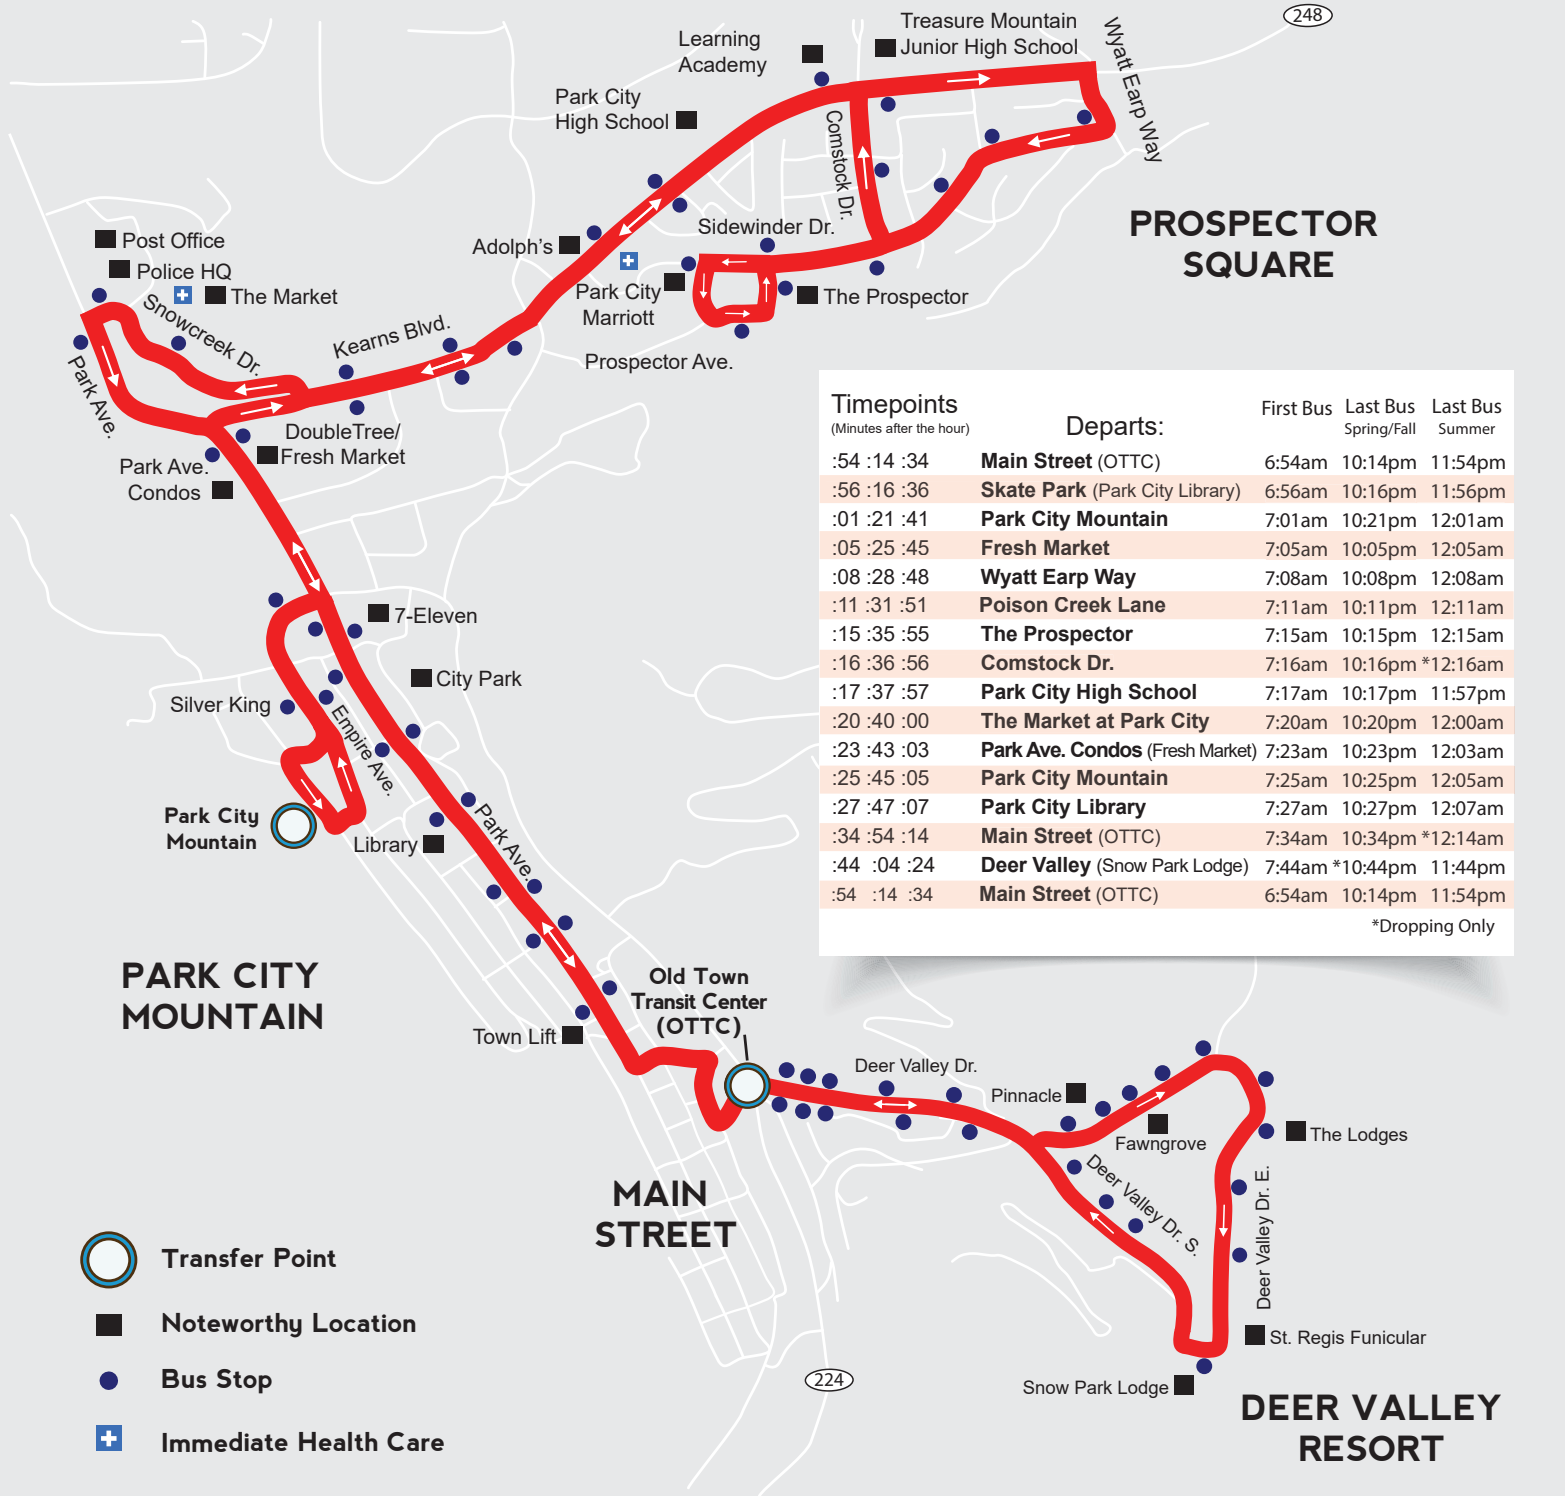 248
Treasure Mountain
Junior High School
Learning
Academy
Wyatt Earp Way
Park City
High School
Comstock Dr.
PROSPECTOR
SQUARE
Sidewinder Dr.
Adolph's
Post Office
Police HQ
The Market
Snowcreek Dr.
Park City
Marriott
The Prospector
Kearns Blvd.
Prospector Ave.
Park Ave.
DoubleTree/
Fresh Market
Park Ave.
Condos
Timepoints
(Minutes after the hour)
Departs:
First Bus
Last Bus
Spring/Fall
Last Bus
Summer
:54 :14 :34 Main Street (OTTC) 6:54am 10:14pm 11:54pm
:56 :16 :36 Skate Park (Park City Library) 6:56am 10:16pm 11:56pm
:01 :21 :41 Park City Mountain 7:01am 10:21pm 12:01am
:05 :25 :45 Fresh Market 7:05am 10:05pm 12:05am
:08 :28 :48 Wyatt Earp Way 7:08am 10:08pm 12:08am
:11 :31 :51 Poison Creek Lane 7:11am 10:11pm 12:11am
:15 :35 :55 The Prospector 7:15am 10:15pm 12:15am
:16 :36 :56 Comstock Dr. 7:16am 10:16pm *12:16am
:17 :37 :57 Park City High School 7:17am 10:17pm 11:57pm
:20 :40 :00 The Market at Park City 7:20am 10:20pm 12:00am
:23 :43 :03 Park Ave. Condos (Fresh Market) 7:23am 10:23pm 12:03am
:25 :45 :05 Park City Mountain 7:25am 10:25pm 12:05am
:27 :47 :07 Park City Library 7:27am 10:27pm 12:07am
:34 :54 :14 Main Street (OTTC) 7:34am 10:34pm *12:14am
:44 :04 :24 Deer Valley (Snow Park Lodge) 7:44am *10:44pm 11:44pm
:54 :14 :34 Main Street (OTTC) 6:54am 10:14pm 11:54pm
*Dropping Only
7-Eleven
City Park
Silver King
Empire Ave.
Park City
Mountain
Library
Park Ave.
PARK CITY
MOUNTAIN
Old Town
Transit Center
(OTTC)
Town Lift
Deer Valley Dr.
Pinnacle
Fawngrove
The Lodges
Deer Valley Dr. S.
Deer Valley Dr. E.
MAIN
STREET
St. Regis Funicular
Snow Park Lodge
224
DEER VALLEY
RESORT
Transfer Point
Noteworthy Location
Bus Stop
Immediate Health Care